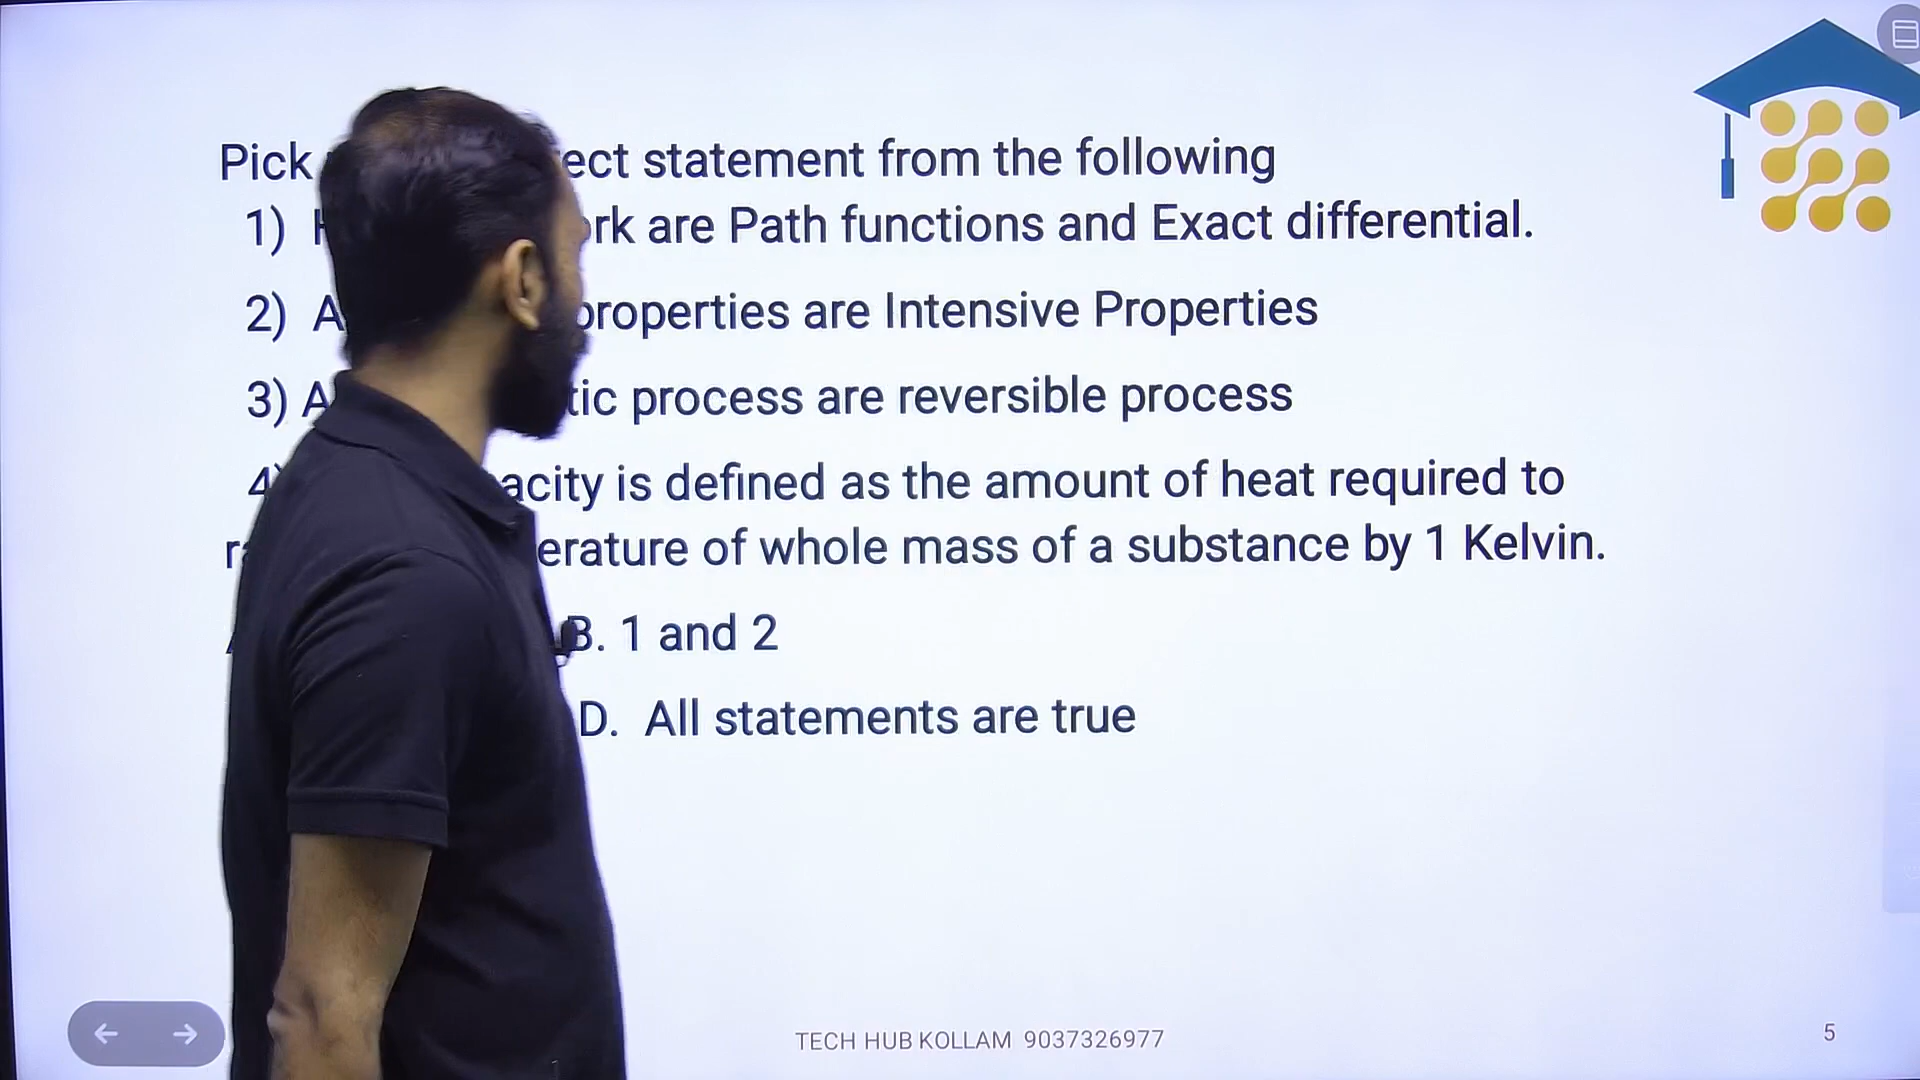 Pick ect statement from the following
1) rk are Path functions and Exact differential.
2) properties are Intensive Properties
3) tic process are reversible process
4) acity is defined as the amount of heat required to
erature of whole mass of a substance by 1 Kelvin.
B. 1 and 2
D. All statements are true
TECH HUB KOLLAM 9037326977
5